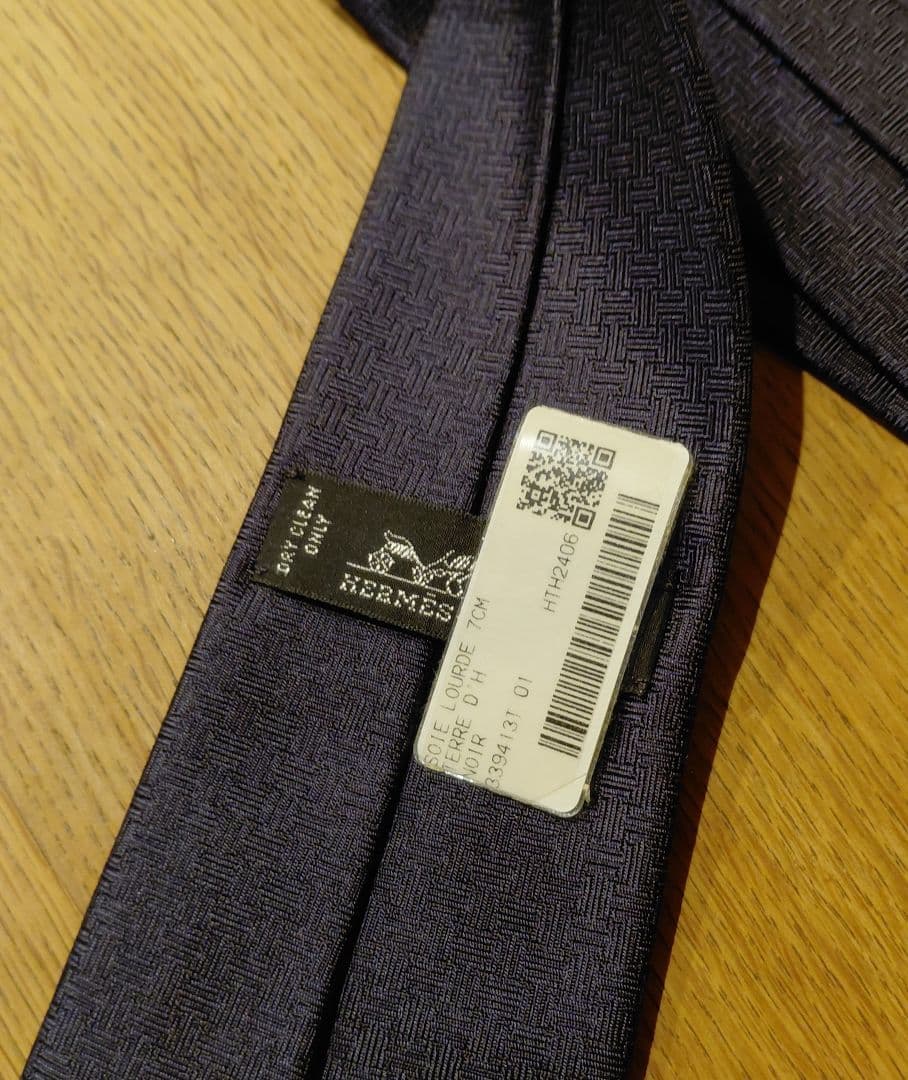 DRY CLEAN
ONLY
HERMES
HTH2406
SOIE LOURDE 7CM
TERRE D'H
NOIR
339413T 01